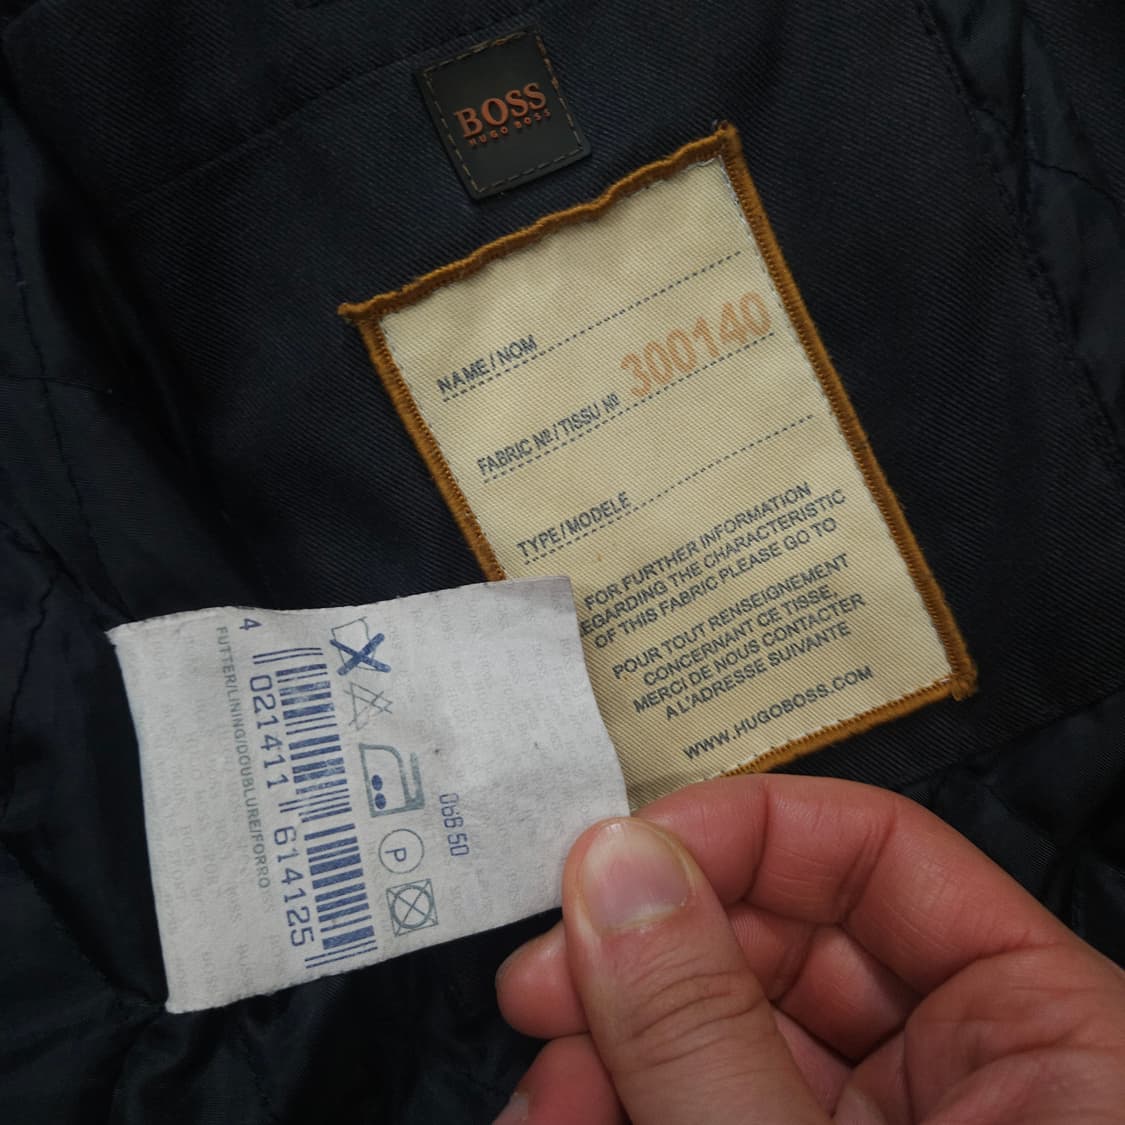 BOSS
HUGO BOSS
NAME / NOM
FABRIC Nº / TISSU Nº 300140
TYPE / MODELE
FOR FURTHER INFORMATION
EGARDING THE CHARACTERISTIC
OF THIS FABRIC PLEASE GO TO
POUR TOUT RENSEIGNEMENT
CONCERNANT CE TISSE,
MERCI DE NOUS CONTACTER
A L'ADRESSE SUIVANTE
WWW.HUGOBOSS.COM
P
4 021411 614125
FUTTER/LINING/DOUBLURE/FORRO